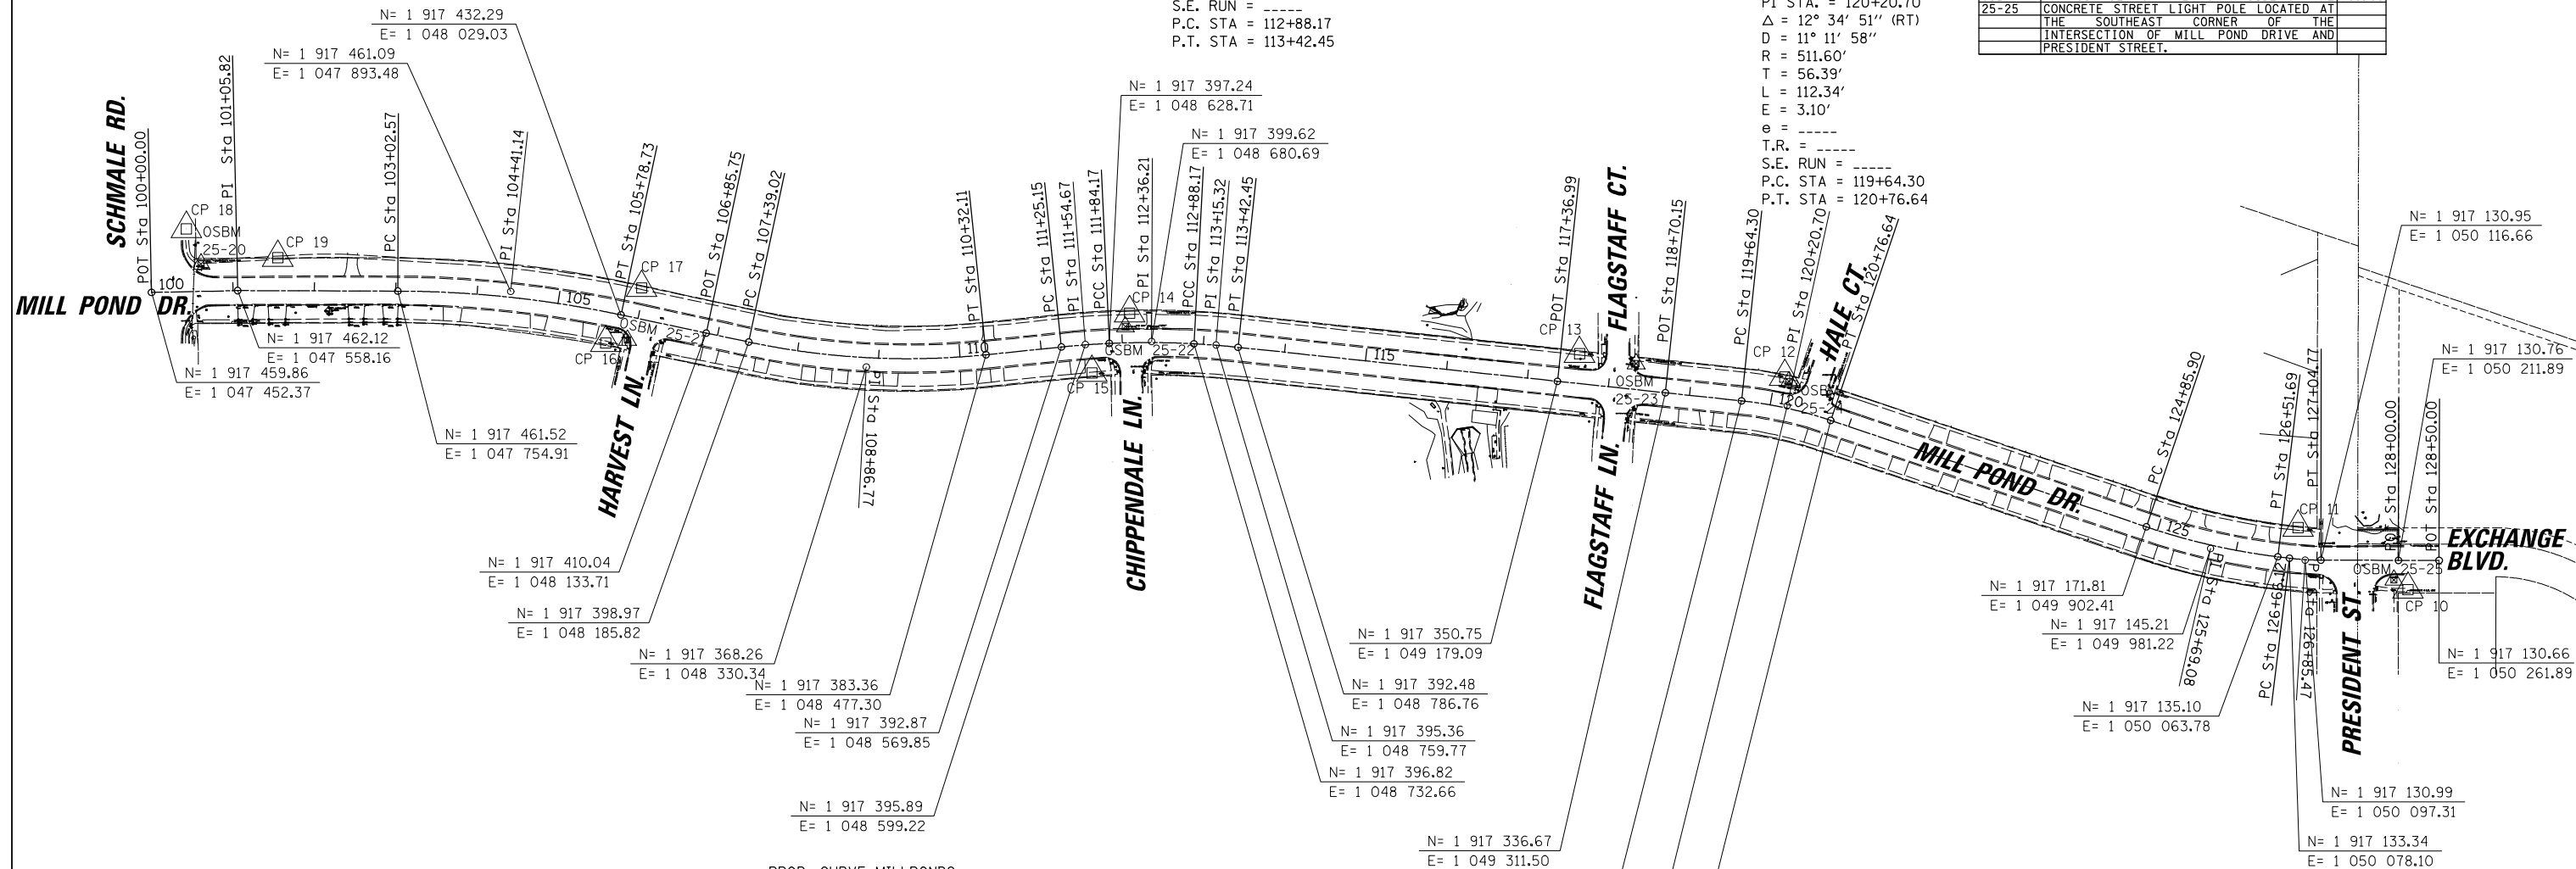 S.E. RUN = _____
P.C. STA = 112+88.17
P.T. STA = 113+42.45
PI STA. = 120+20.70
Δ = 12° 34' 51'' (RT)
D = 11° 11' 58''
R = 511.60'
T = 56.39'
L = 112.34'
E = 3.10'
e = _____
T.R. = _____
S.E. RUN = _____
P.C. STA = 119+64.30
P.T. STA = 120+76.64
25-25 CONCRETE STREET LIGHT POLE LOCATED AT
THE SOUTHEAST CORNER OF THE
INTERSECTION OF MILL POND DRIVE AND
PRESIDENT STREET.
N= 1 917 432.29
E= 1 048 029.03
N= 1 917 461.09
E= 1 047 893.48
N= 1 917 397.24
E= 1 048 628.71
N= 1 917 399.62
E= 1 048 680.69
N= 1 917 130.95
E= 1 050 116.66
N= 1 917 130.76
E= 1 050 211.89
SCHMALE RD.
POT Sta 100+00.00
PI Sta 101+05.82
PC Sta 103+02.57
PI Sta 104+41.14
PT Sta 105+78.73
POT Sta 106+85.75
PC Sta 107+39.02
PI Sta 108+86.77
PT Sta 110+32.11
PC Sta 111+25.15
PI Sta 111+54.67
PCC Sta 111+84.17
PI Sta 112+36.21
PCC Sta 112+88.17
PI Sta 113+15.32
PT Sta 113+42.45
POT Sta 117+36.99
FLAGSTAFF CT.
POT Sta 118+70.15
PC Sta 119+64.30
PI Sta 120+20.70
HALE CT.
PT Sta 120+76.64
PC Sta 124+85.90
PI Sta 125+69.08
PT Sta 126+51.69
PC Sta 126+66.12
PI Sta 126+85.47
PT Sta 127+04.77
POT Sta 128+00.00
POT Sta 128+50.00
CP 18
OSBM
25-20
CP 19
CP 17
CP 14
CP 13
CP 12
CP 11
MILL POND DR.
100
105
110
115
120
125
OSBM 25-21
CP 16
OSBM 25-22
CP 15
OSBM
25-23
OSBM
25-24
OSBM 25-25
CP 10
HARVEST LN.
CHIPPENDALE LN.
FLAGSTAFF LN.
MILL POND DR.
EXCHANGE
BLVD.
PRESIDENT ST.
N= 1 917 462.12
E= 1 047 558.16
N= 1 917 459.86
E= 1 047 452.37
N= 1 917 461.52
E= 1 047 754.91
N= 1 917 410.04
E= 1 048 133.71
N= 1 917 398.97
E= 1 048 185.82
N= 1 917 368.26
E= 1 048 330.34
N= 1 917 383.36
E= 1 048 477.30
N= 1 917 392.87
E= 1 048 569.85
N= 1 917 395.89
E= 1 048 599.22
N= 1 917 350.75
E= 1 049 179.09
N= 1 917 392.48
E= 1 048 786.76
N= 1 917 395.36
E= 1 048 759.77
N= 1 917 396.82
E= 1 048 732.66
N= 1 917 336.67
E= 1 049 311.50
N= 1 917 171.81
E= 1 049 902.41
N= 1 917 145.21
E= 1 049 981.22
N= 1 917 135.10
E= 1 050 063.78
N= 1 917 130.66
E= 1 050 261.89
N= 1 917 130.99
E= 1 050 097.31
N= 1 917 133.34
E= 1 050 078.10